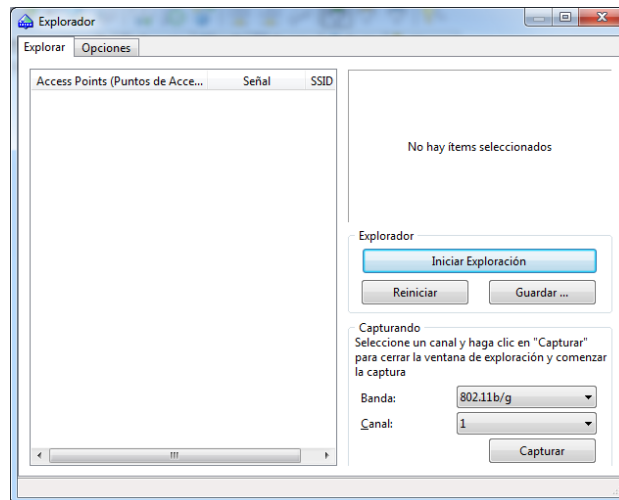 Explorador
Explorar Opciones
Access Points (Puntos de Acce... Señal SSID
No hay ítems seleccionados
Explorador
Iniciar Exploración
Reiniciar Guardar ...
Capturando
Seleccione un canal y haga clic en "Capturar"
para cerrar la ventana de exploración y comenzar
la captura
Banda: 802.11b/g
Canal: 1
Capturar